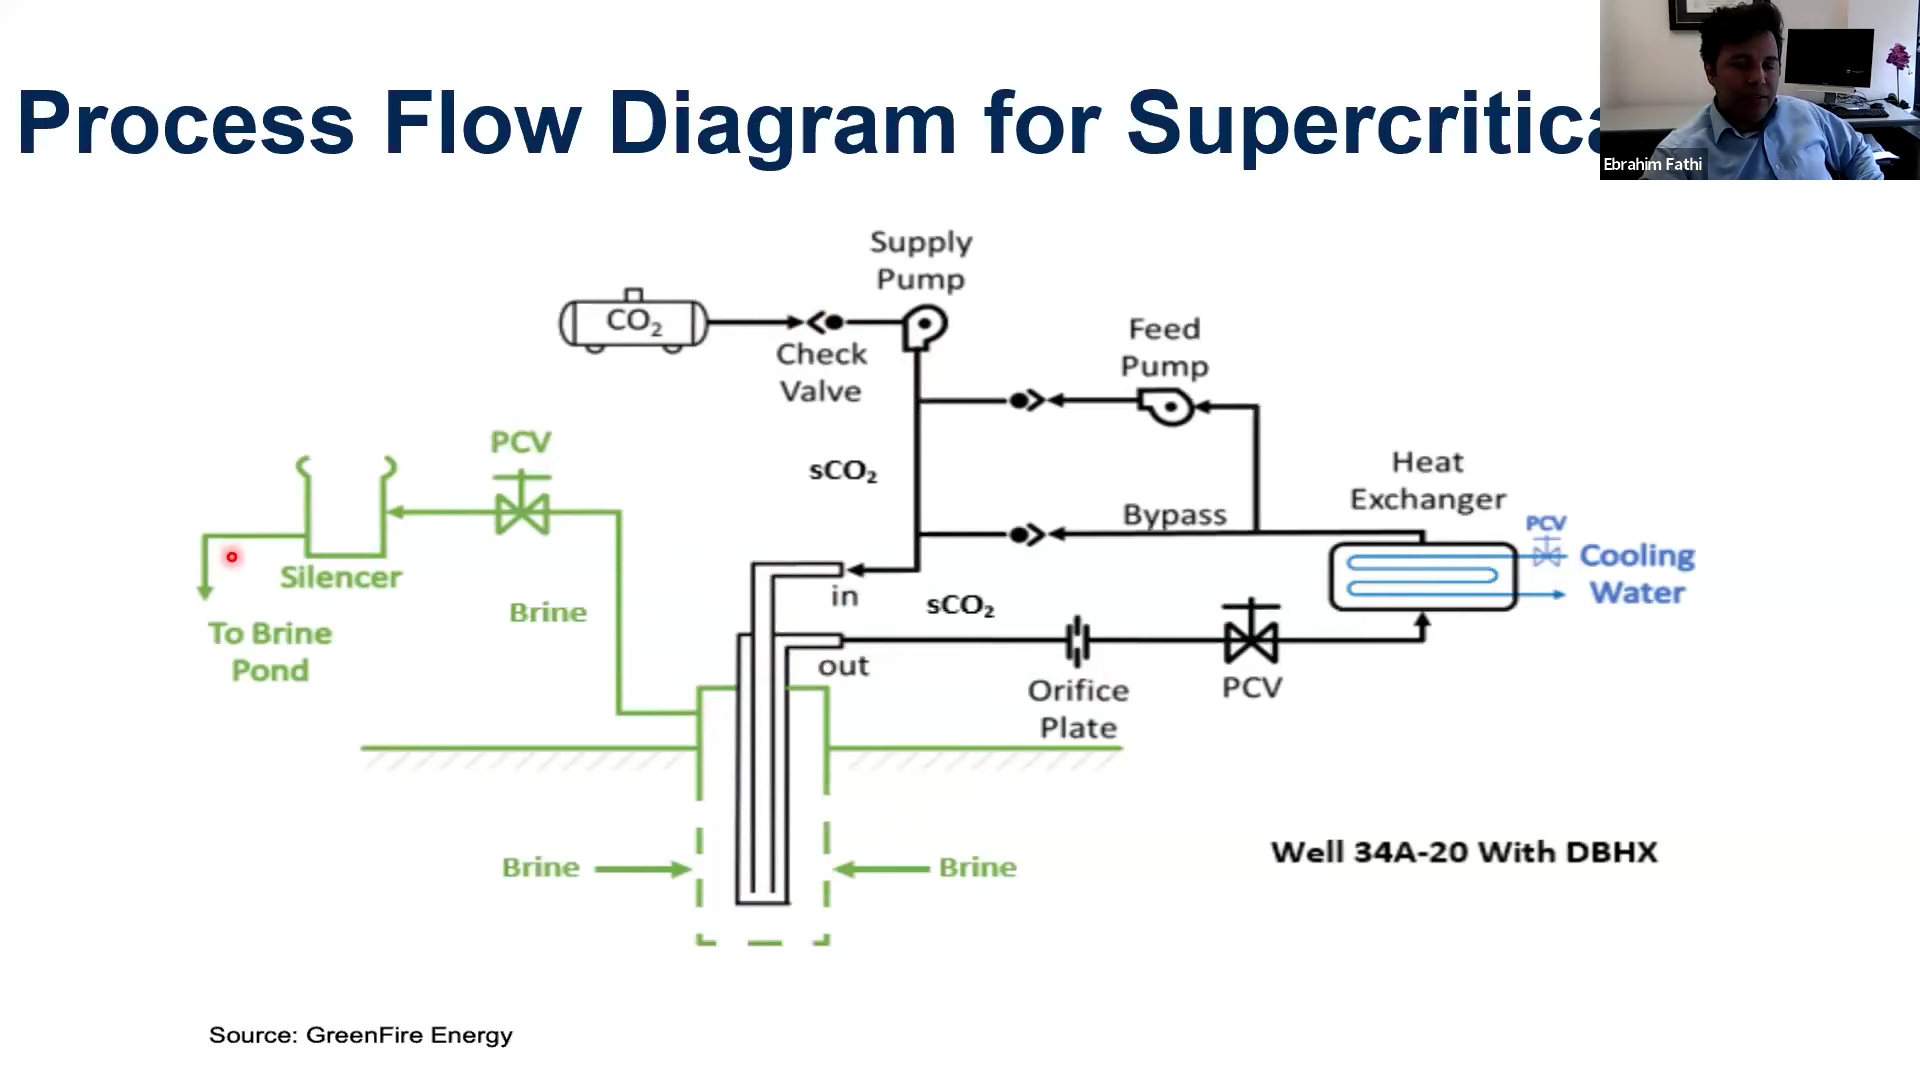 Process Flow Diagram for Supercritica
Ebrahim Fathi
Supply
Pump
CO₂
Check
Valve
Feed
Pump
PCV
sCO₂
Heat
Exchanger
Bypass
PCV
Cooling
Water
Silencer
in
sCO₂
Brine
To Brine
Pond
out
Orifice
Plate
PCV
Brine
Brine
Well 34A-20 With DBHX
Source: GreenFire Energy